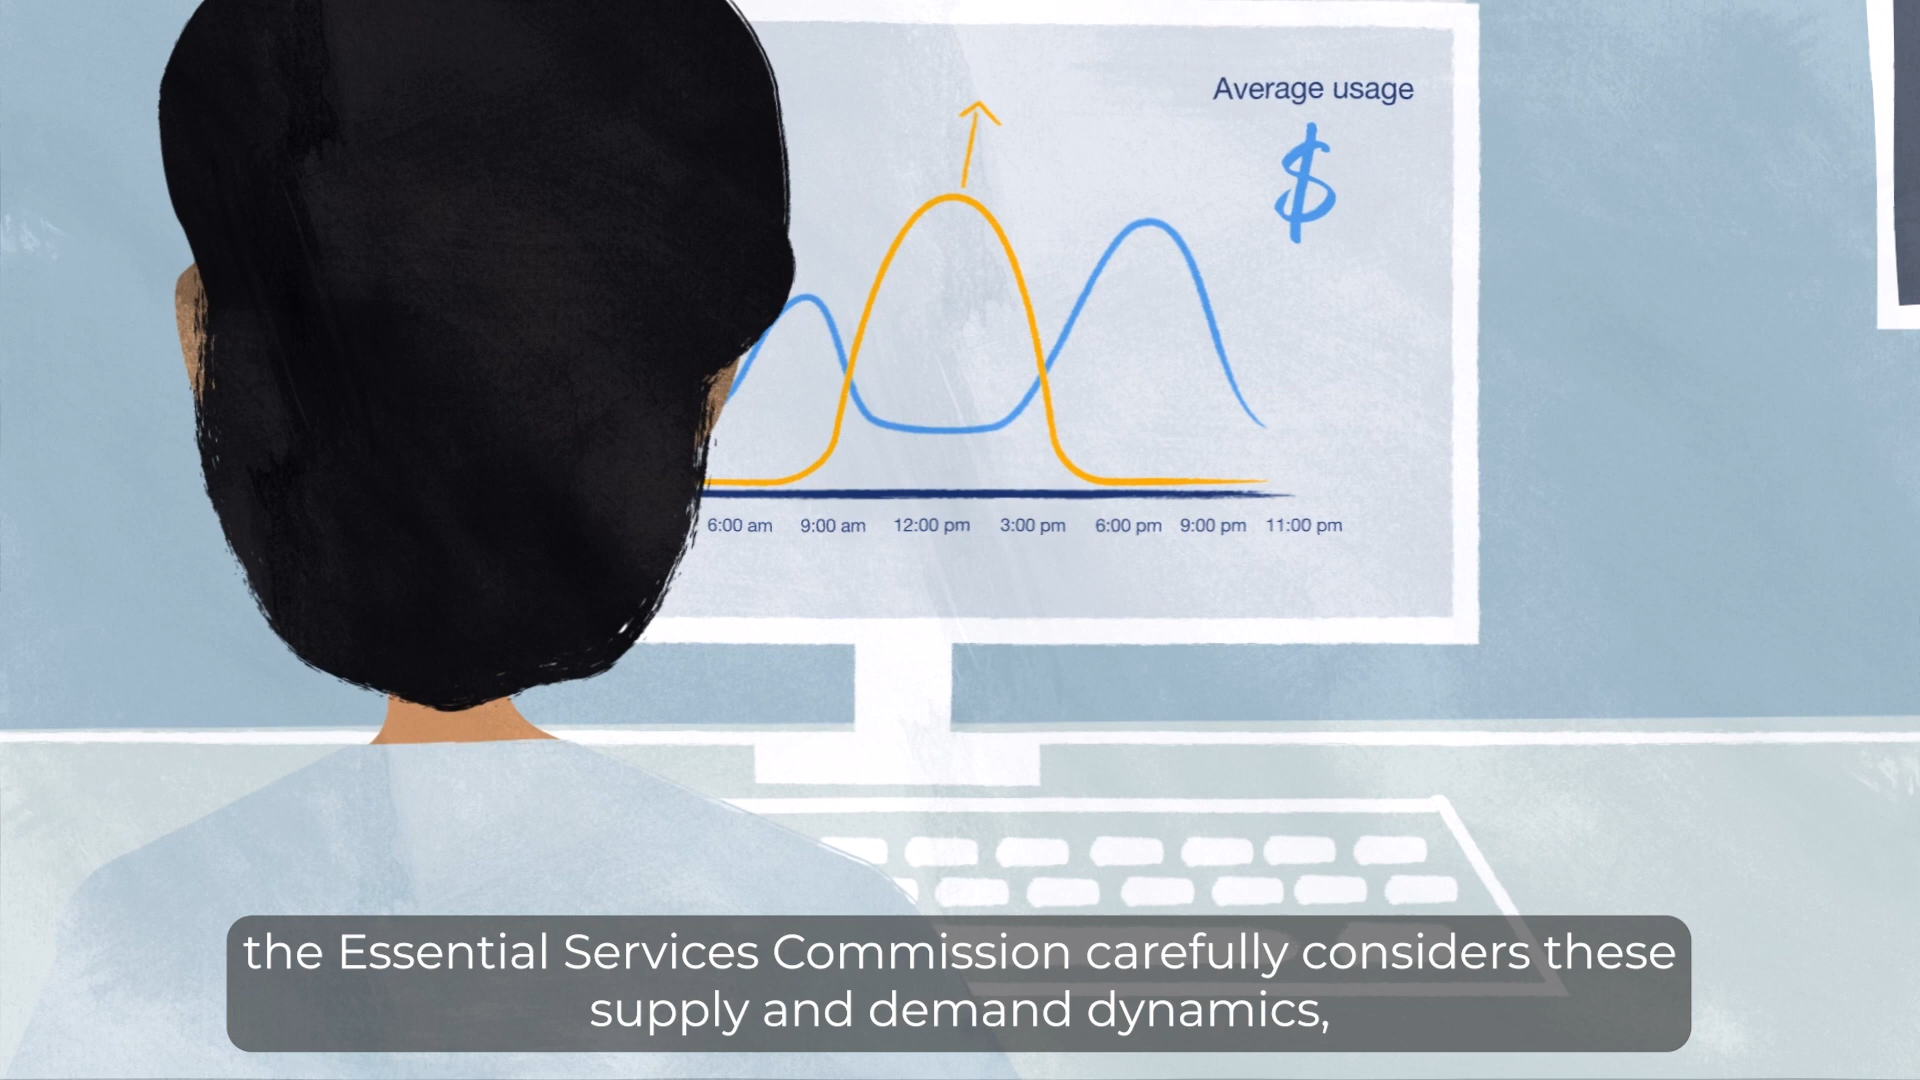 Average usage
$
6:00 am 9:00 am 12:00 pm 3:00 pm 6:00 pm 9:00 pm 11:00 pm
the Essential Services Commission carefully considers these
supply and demand dynamics,